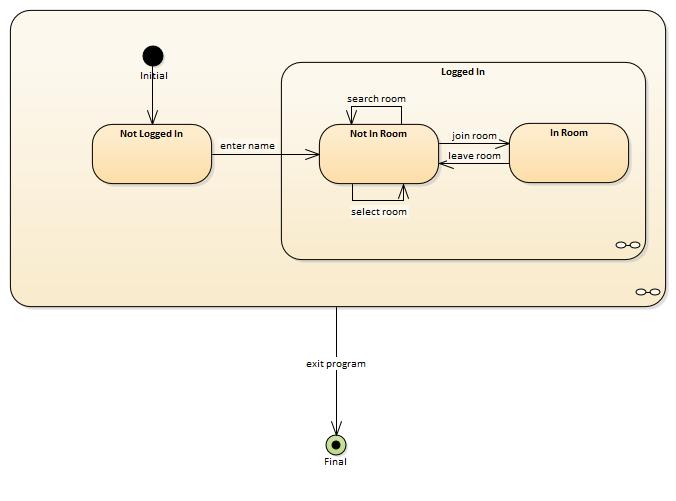 Initial
Logged In
search room
Not Logged In
enter name
Not In Room
join room
leave room
In Room
select room
exit program
Final